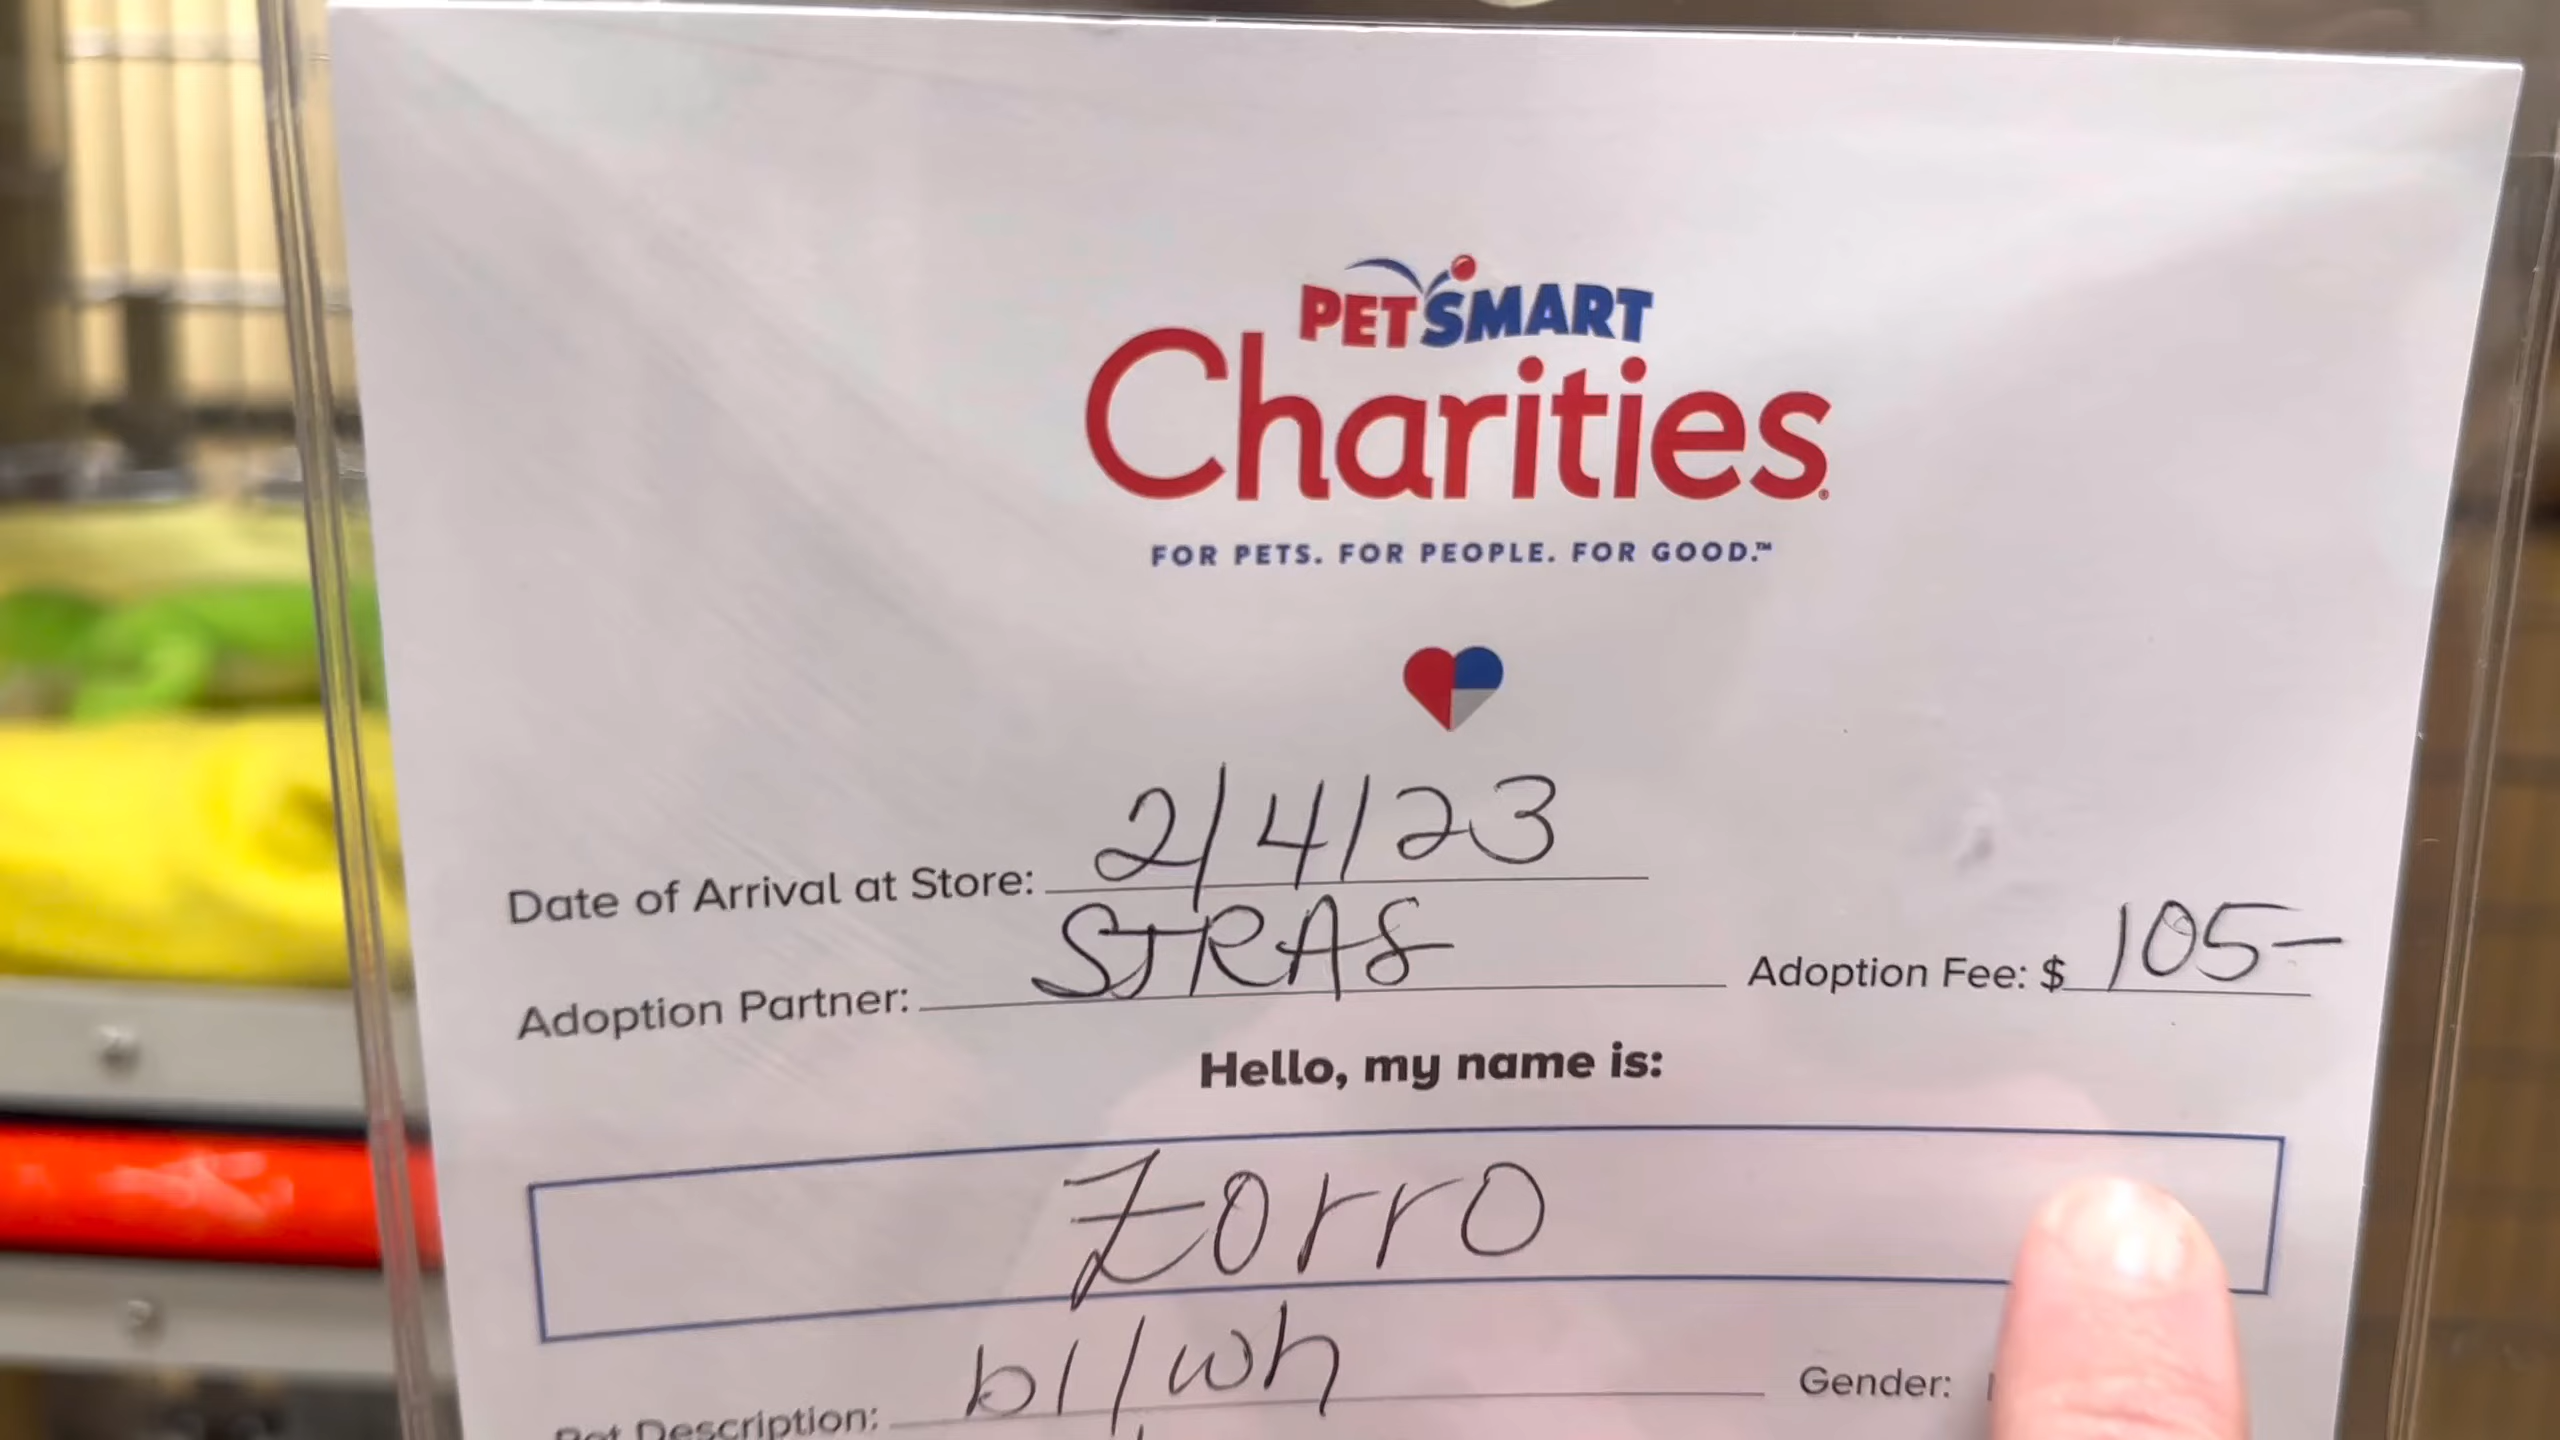 PETSMART
Charities®
FOR PETS. FOR PEOPLE. FOR GOOD.™
Date of Arrival at Store: 2/4/23
Adoption Partner: STRAS Adoption Fee: $ 105-
Hello, my name is:
Zorro
Pet Description: bl/wh Gender: